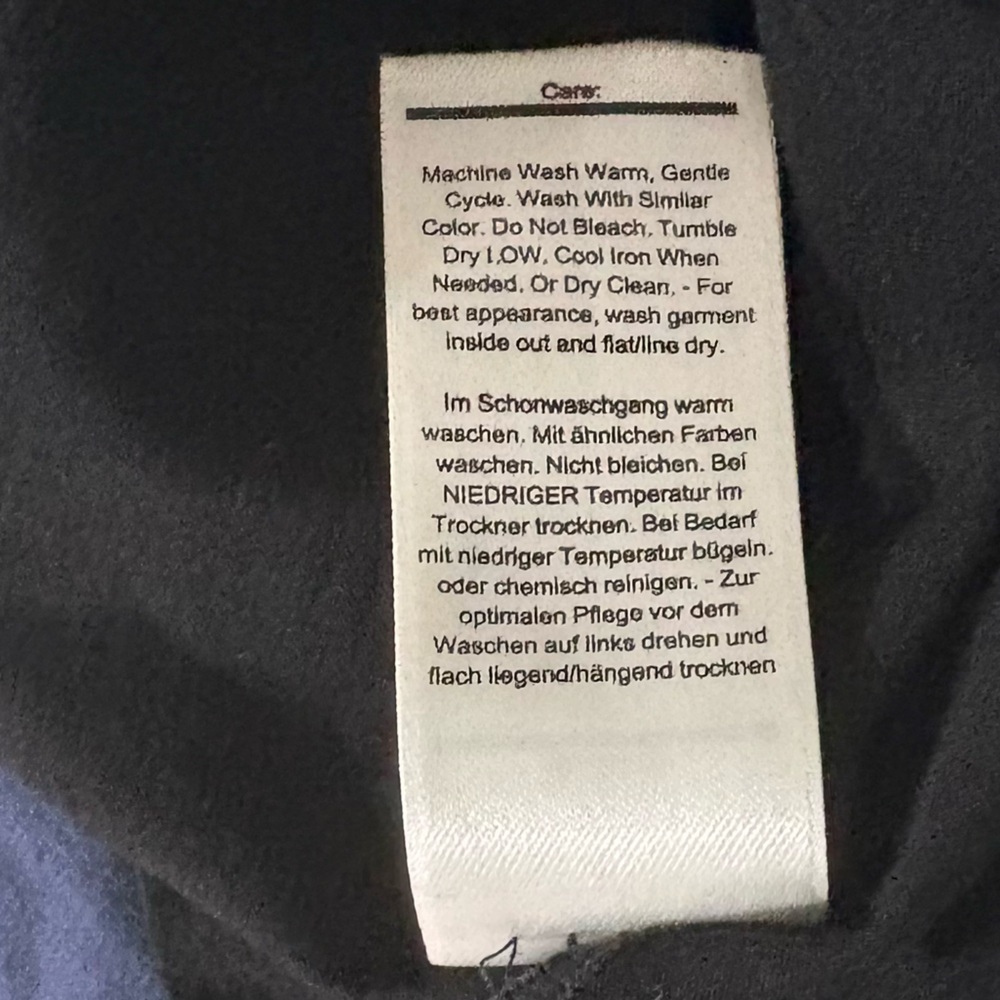 Care:
Machine Wash Warm, Gentle
Cycle. Wash With Similar
Color. Do Not Bleach. Tumble
Dry LOW. Cool Iron When
Needed. Or Dry Clean. - For
best appearance, wash garment
inside out and flat/line dry.
Im Schonwaschgang warm
waschen. Mit ähnlichen Farben
waschen. Nicht bleichen. Bei
NIEDRIGER Temperatur im
Trockner trocknen. Bei Bedarf
mit niedriger Temperatur bügeln.
oder chemisch reinigen. - Zur
optimalen Pflege vor dem
Waschen auf links drehen und
flach liegend/hängend trocknen